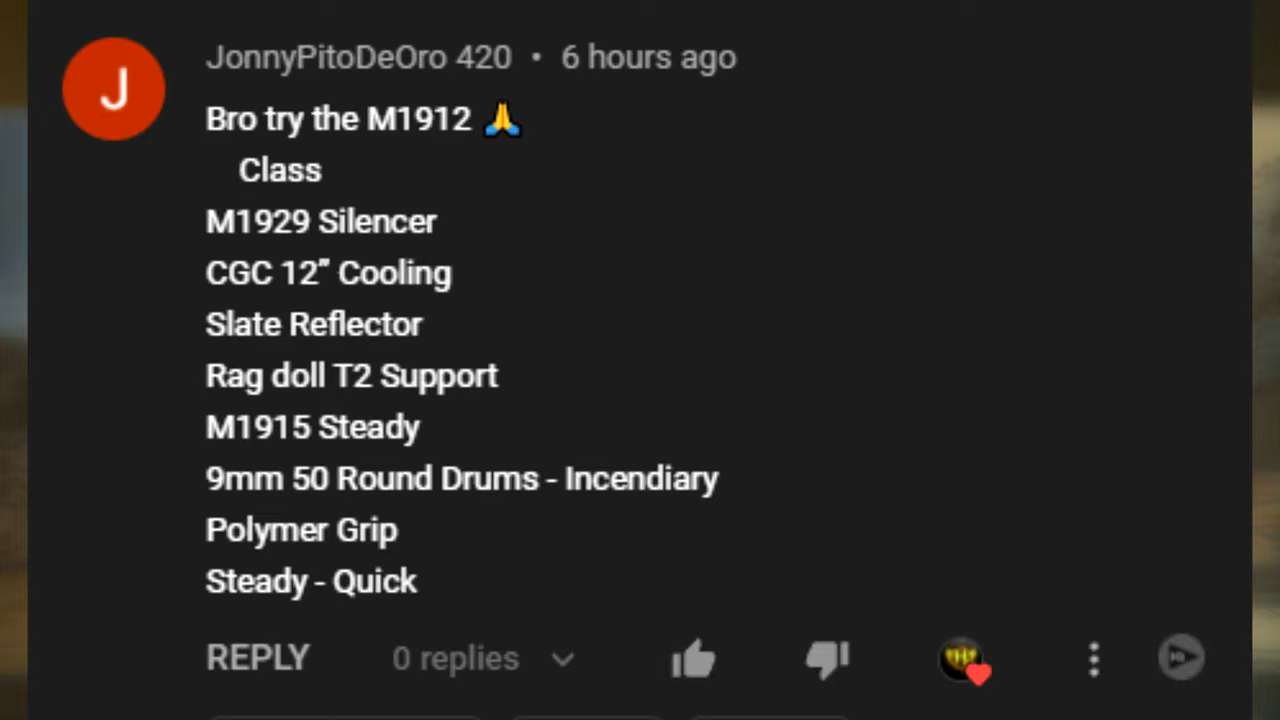 J
JonnyPitoDeOro 420 • 6 hours ago
Bro try the M1912 🙏
Class
M1929 Silencer
CGC 12” Cooling
Slate Reflector
Rag doll T2 Support
M1915 Steady
9mm 50 Round Drums - Incendiary
Polymer Grip
Steady - Quick
REPLY 0 replies